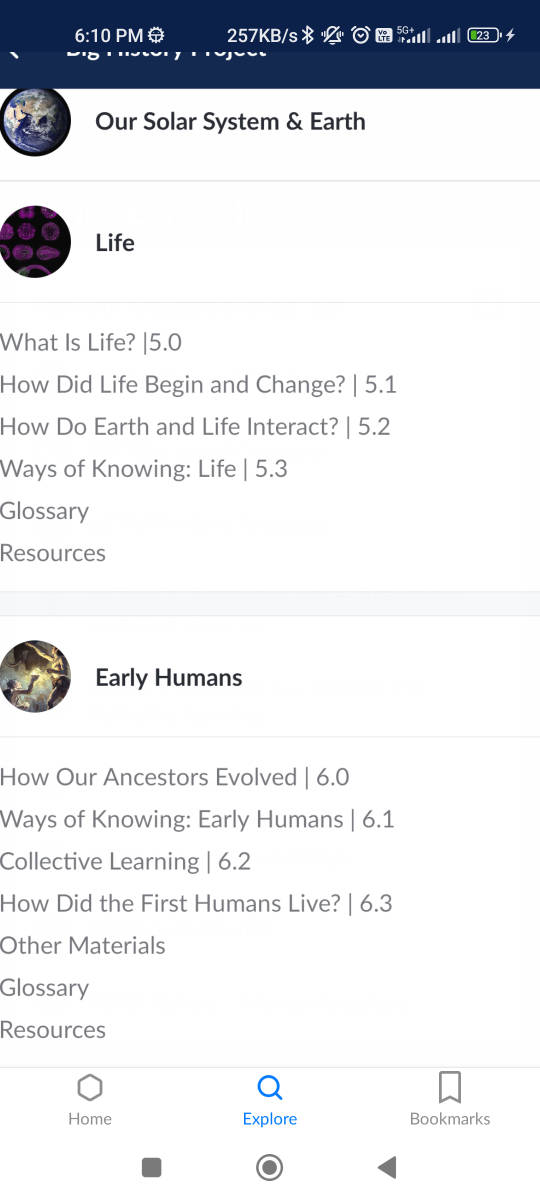 6:10 PM 257KB/s Vo LTE 5G+ 23
Big History Project
Our Solar System & Earth
Life
What Is Life? |5.0
How Did Life Begin and Change? | 5.1
How Do Earth and Life Interact? | 5.2
Ways of Knowing: Life | 5.3
Glossary
Resources
Early Humans
How Our Ancestors Evolved | 6.0
Ways of Knowing: Early Humans | 6.1
Collective Learning | 6.2
How Did the First Humans Live? | 6.3
Other Materials
Glossary
Resources
Home Explore Bookmarks